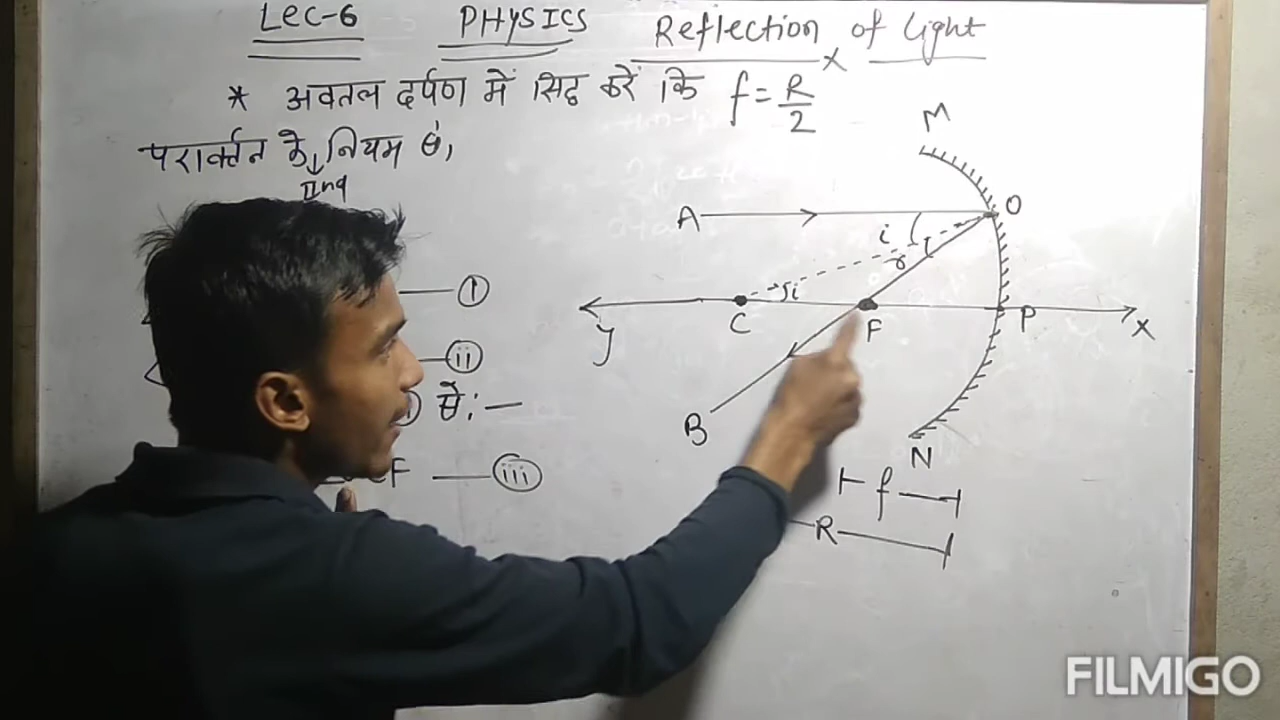 Lec-6 PHYSICS Reflection of Light
* अवतल दर्पण में सिद्ध करें कि f = R/2
परावर्तन के नियम से,
IInd
①
ii
से:—
F — iii
M
A
O
i
r
i
C
F
P
X
y
B
N
f
R
FILMIGO